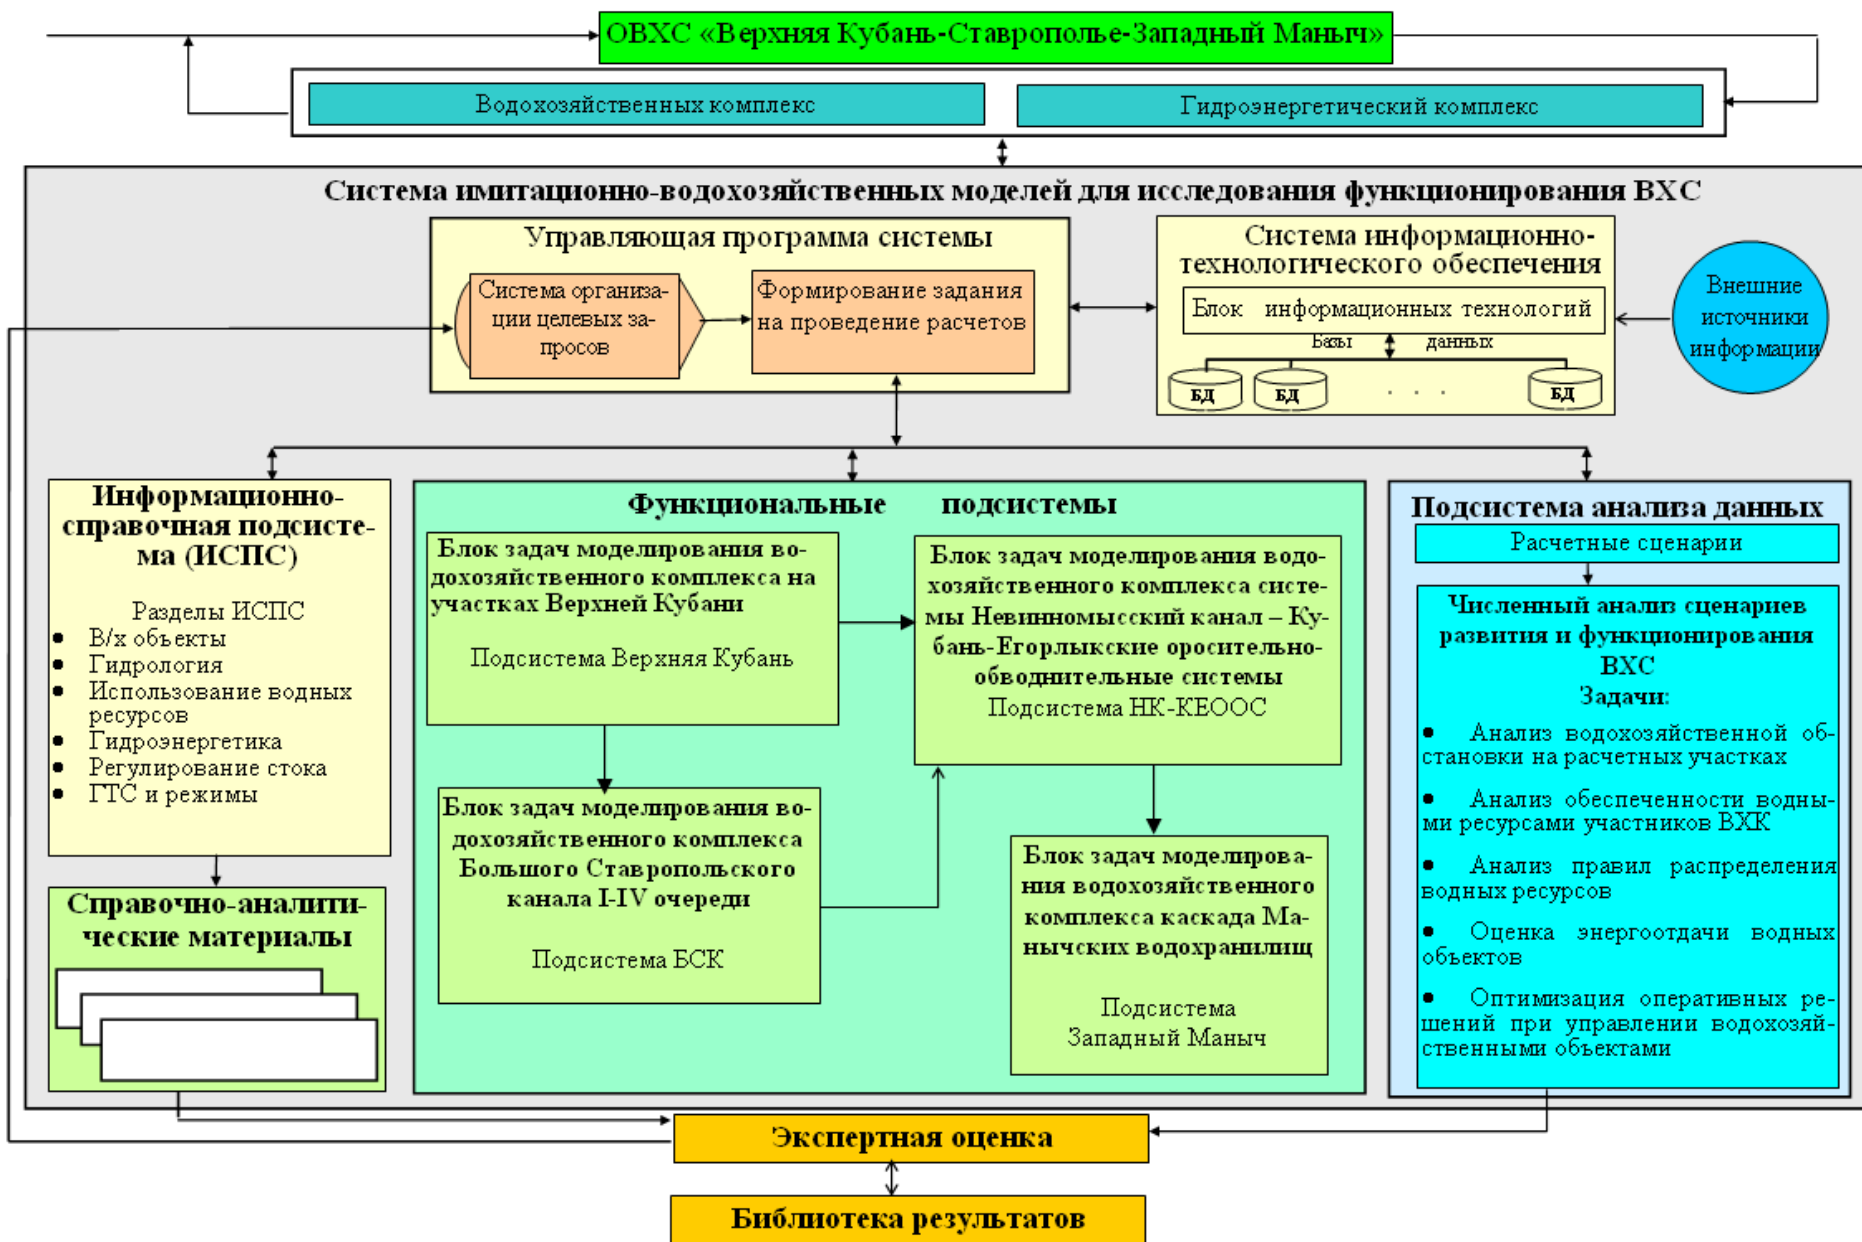 ОВХС «Верхняя Кубань-Ставрополье-Западный Маныч»
Водохозяйственных комплекс
Гидроэнергетический комплекс
Система имитационно-водохозяйственных моделей для исследования функционирования ВХС
Управляющая программа системы
Система организа-
ции целевых за-
просов
Формирование задания
на проведение расчетов
Система информационно-
технологического обеспечения
Блок информационных технологий
Базы данных
БД
БД
. . .
БД
Внешние
источники
информации
Информационно-
справочная подсисте-
ма (ИСПС)
Разделы ИСПС
● В/х объекты
● Гидрология
● Использование водных
ресурсов
● Гидроэнергетика
● Регулирование стока
● ГТС и режимы
Справочно-аналити-
ческие материалы
Функциональные подсистемы
Блок задач моделирования во-
дохозяйственного комплекса на
участках Верхней Кубани
Подсистема Верхняя Кубань
Блок задач моделирования водо-
хозяйственного комплекса систе-
мы Невинномысский канал – Ку-
бань-Егорлыкские оросительно-
обводнительные системы
Подсистема НК-КЕООС
Блок задач моделирования во-
дохозяйственного комплекса
Большого Ставропольского
канала I-IV очереди
Подсистема БСК
Блок задач моделирова-
ния водохозяйственного
комплекса каскада Ма-
нычских водохранилищ
Подсистема
Западный Маныч
Подсистема анализа данных
Расчетные сценарии
Численный анализ сценариев
развития и функционирования
ВХС
Задачи:
● Анализ водохозяйственной об-
становки на расчетных участках
● Анализ обеспеченности водны-
ми ресурсами участников ВХК
● Анализ правил распределения
водных ресурсов
● Оценка энергоотдачи водных
объектов
● Оптимизация оперативных ре-
шений при управлении водохозяй-
ственными объектами
Экспертная оценка
Библиотека результатов